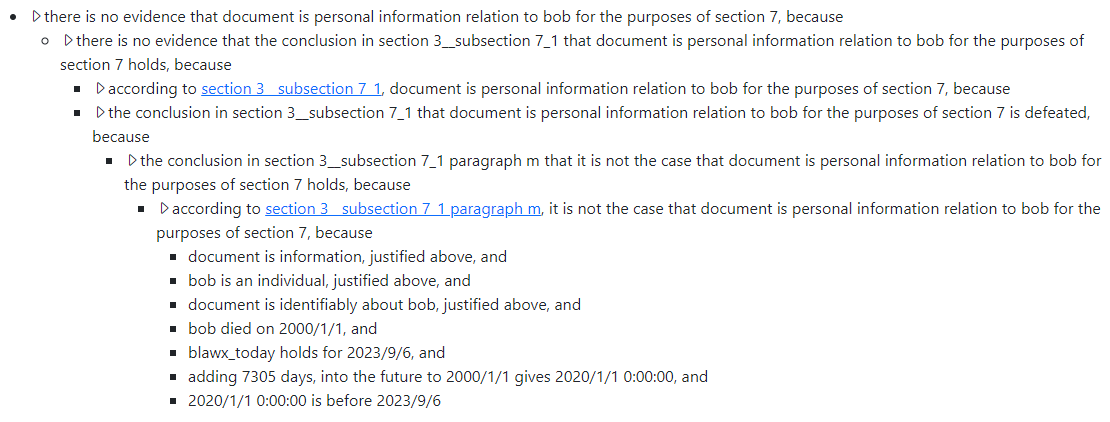 there is no evidence that document is personal information relation to bob for the purposes of section 7, because
there is no evidence that the conclusion in section 3__subsection 7_1 that document is personal information relation to bob for the purposes of
section 7 holds, because
according to section 3__subsection 7_1, document is personal information relation to bob for the purposes of section 7, because
the conclusion in section 3__subsection 7_1 that document is personal information relation to bob for the purposes of section 7 is defeated,
because
the conclusion in section 3__subsection 7_1 paragraph m that it is not the case that document is personal information relation to bob for
the purposes of section 7 holds, because
according to section 3__subsection 7_1 paragraph m, it is not the case that document is personal information relation to bob for the
purposes of section 7, because
document is information, justified above, and
bob is an individual, justified above, and
document is identifiably about bob, justified above, and
bob died on 2000/1/1, and
blawx_today holds for 2023/9/6, and
adding 7305 days, into the future to 2000/1/1 gives 2020/1/1 0:00:00, and
2020/1/1 0:00:00 is before 2023/9/6